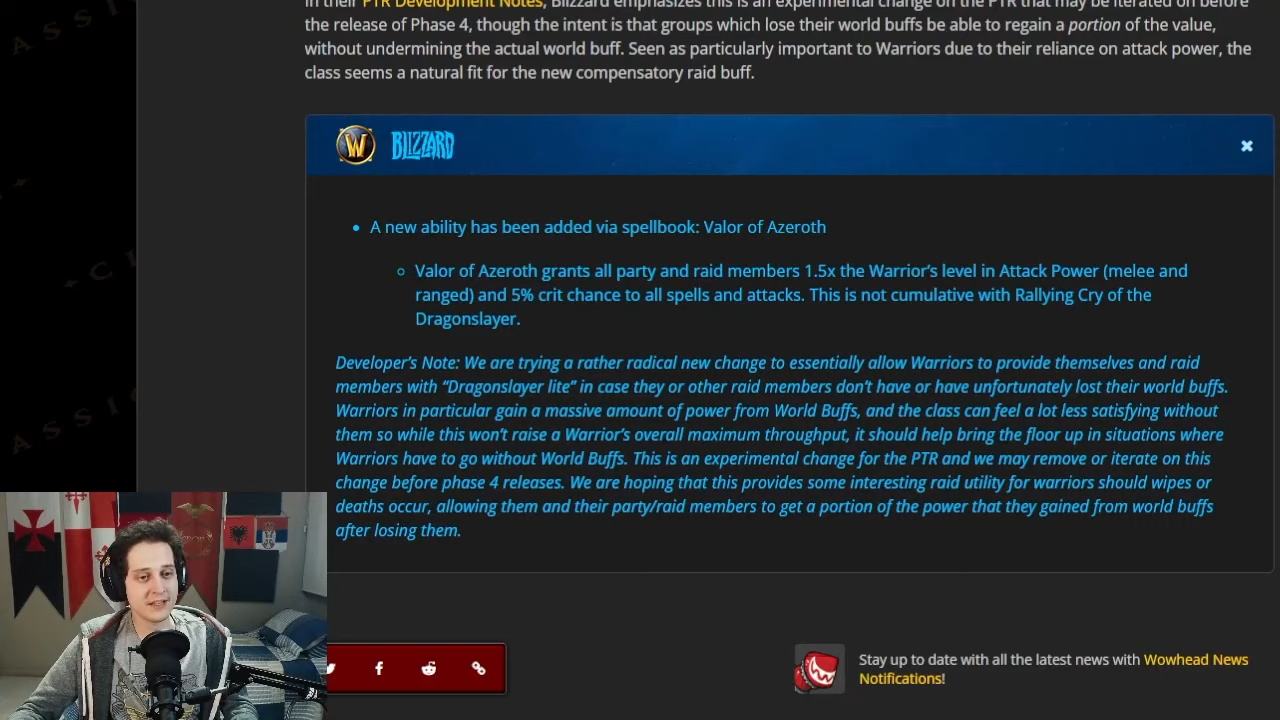 In their PTR Development Notes, Blizzard emphasizes this is an experimental change on the PTR that may be iterated on before
the release of Phase 4, though the intent is that groups which lose their world buffs be able to regain a portion of the value,
without undermining the actual world buff. Seen as particularly important to Warriors due to their reliance on attack power, the
class seems a natural fit for the new compensatory raid buff.
BLIZZARD
A new ability has been added via spellbook: Valor of Azeroth
Valor of Azeroth grants all party and raid members 1.5x the Warrior's level in Attack Power (melee and
ranged) and 5% crit chance to all spells and attacks. This is not cumulative with Rallying Cry of the
Dragonslayer.
Developer's Note: We are trying a rather radical new change to essentially allow Warriors to provide themselves and raid
members with "Dragonslayer lite" in case they or other raid members don't have or have unfortunately lost their world buffs.
Warriors in particular gain a massive amount of power from World Buffs, and the class can feel a lot less satisfying without
them so while this won't raise a Warrior's overall maximum throughput, it should help bring the floor up in situations where
Warriors have to go without World Buffs. This is an experimental change for the PTR and we may remove or iterate on this
change before phase 4 releases. We are hoping that this provides some interesting raid utility for warriors should wipes or
deaths occur, allowing them and their party/raid members to get a portion of the power that they gained from world buffs
after losing them.
Stay up to date with all the latest news with Wowhead News
Notifications!